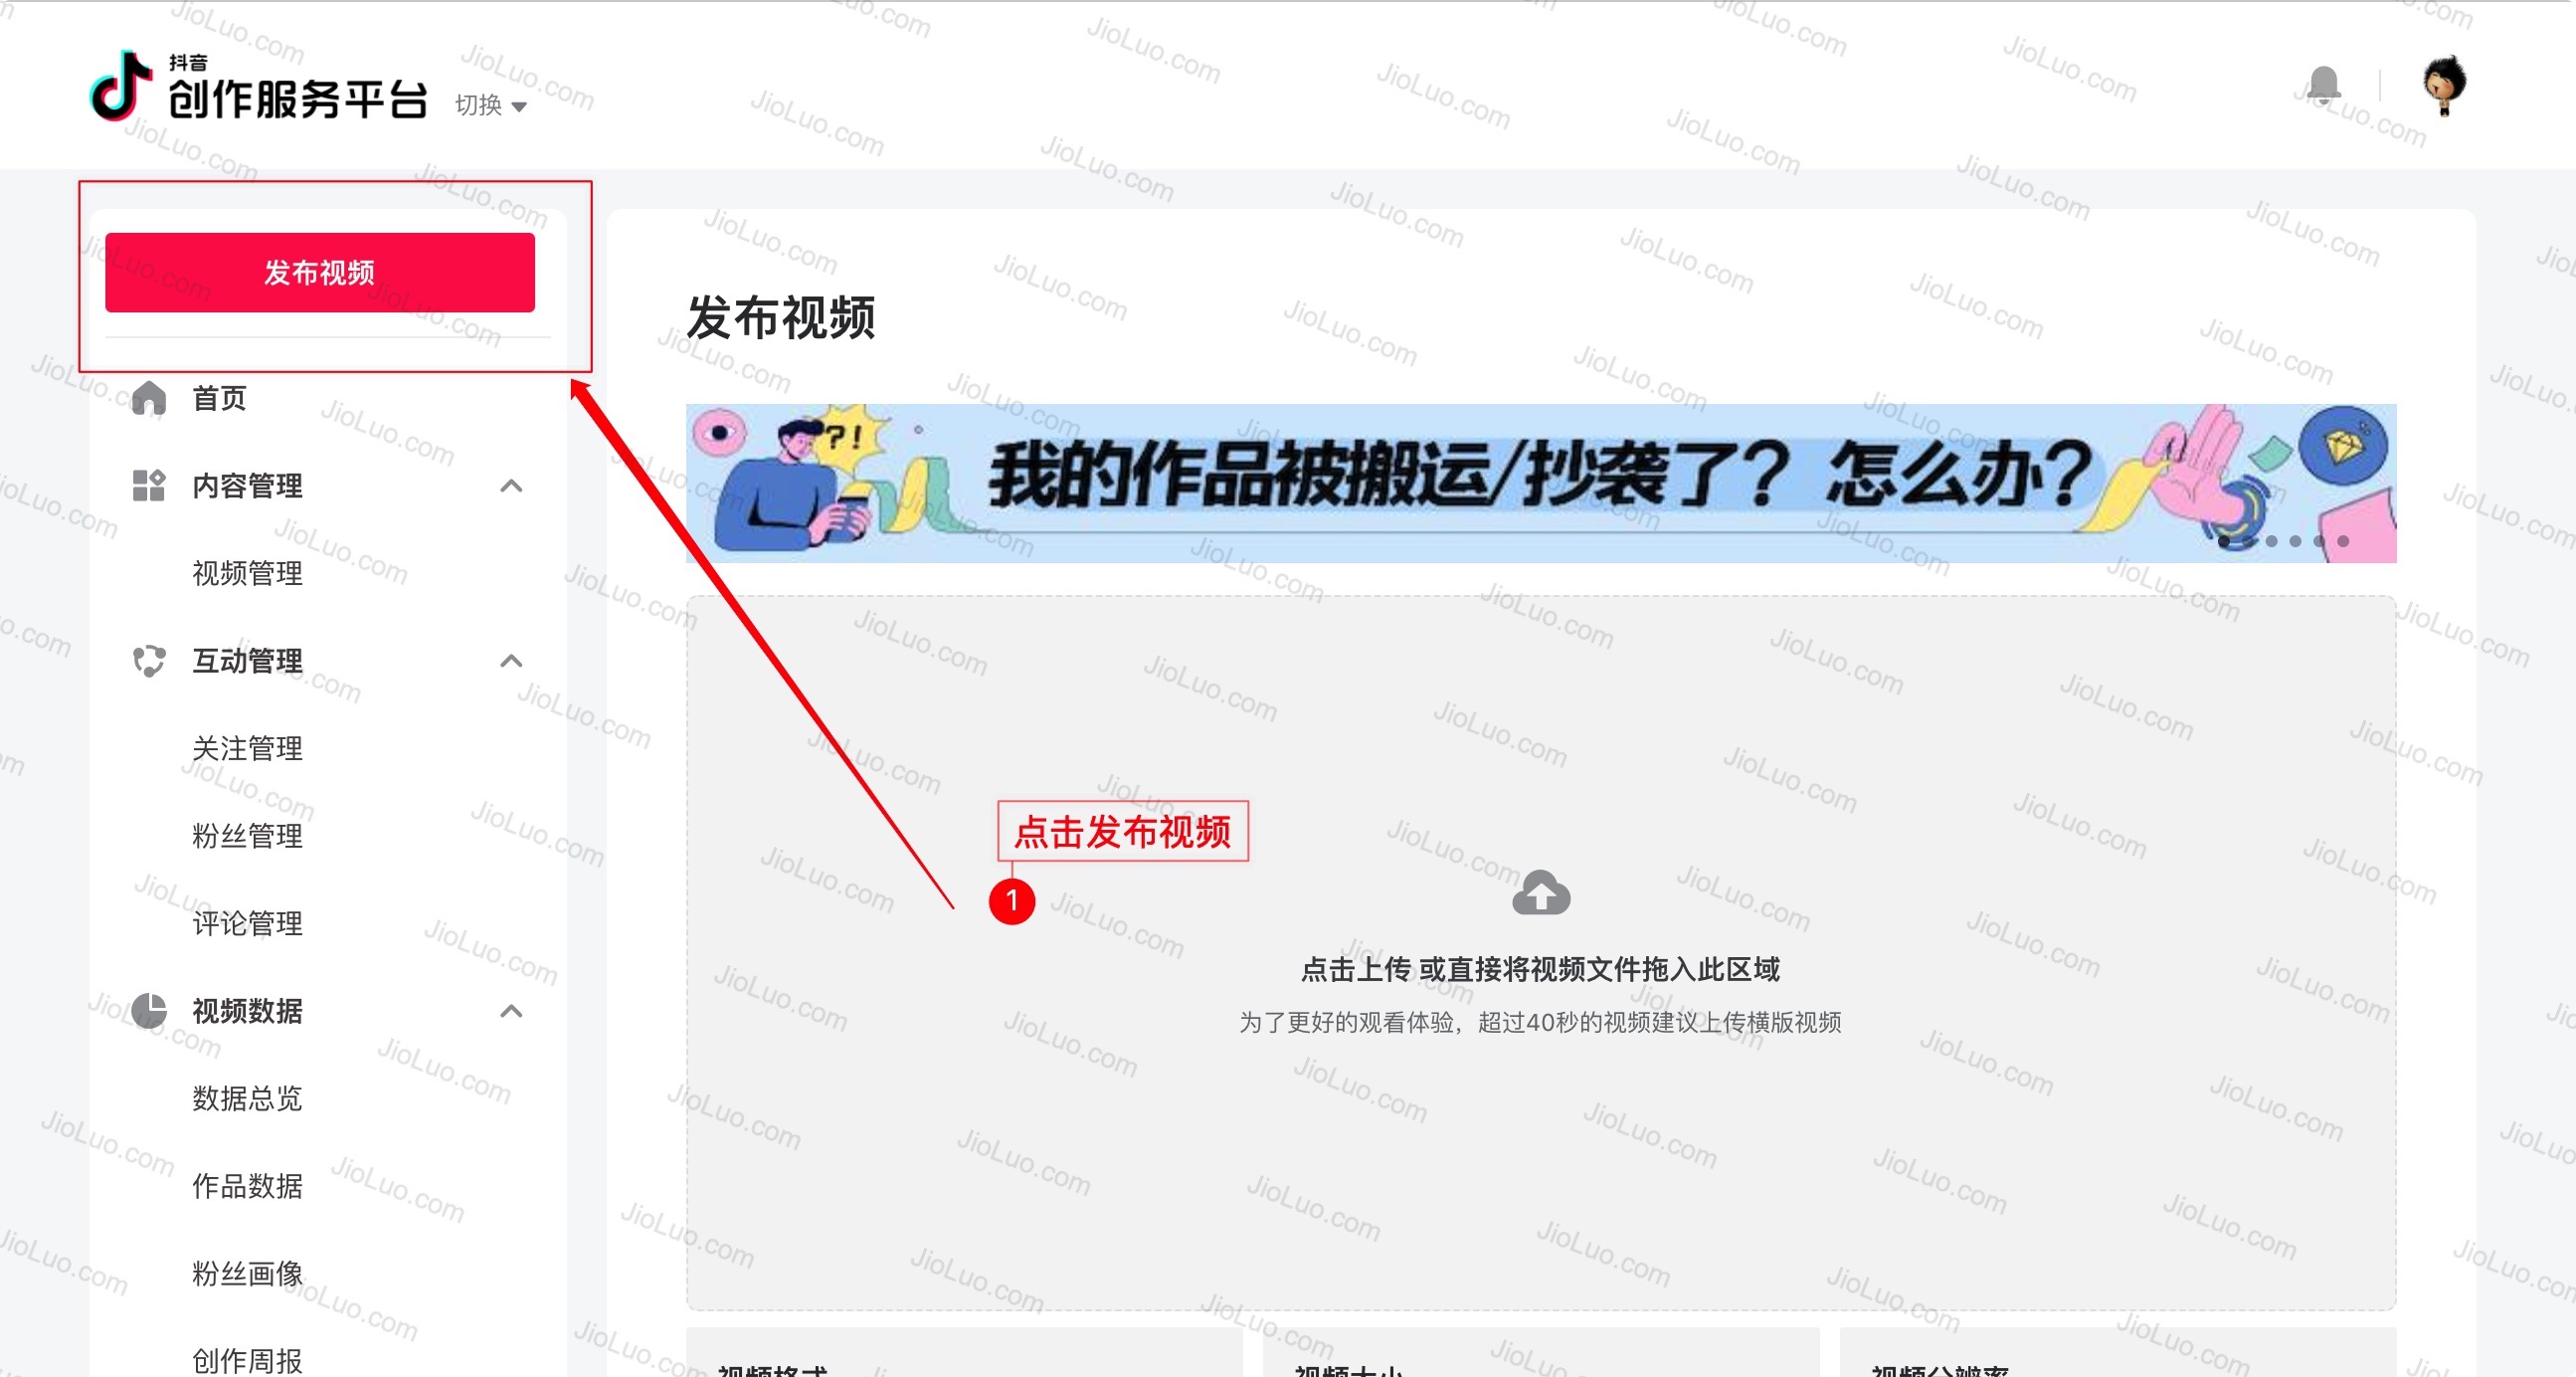 抖音
创作服务平台
切换
发布视频
首页
内容管理
视频管理
互动管理
关注管理
粉丝管理
评论管理
视频数据
数据总览
作品数据
粉丝画像
创作周报
发布视频
?!
我的作品被搬运/抄袭了？怎么办？
点击发布视频
1
点击上传 或直接将视频文件拖入此区域
为了更好的观看体验，超过40秒的视频建议上传横版视频
视频格式
视频大小
视频分辨率
JioLuo.com